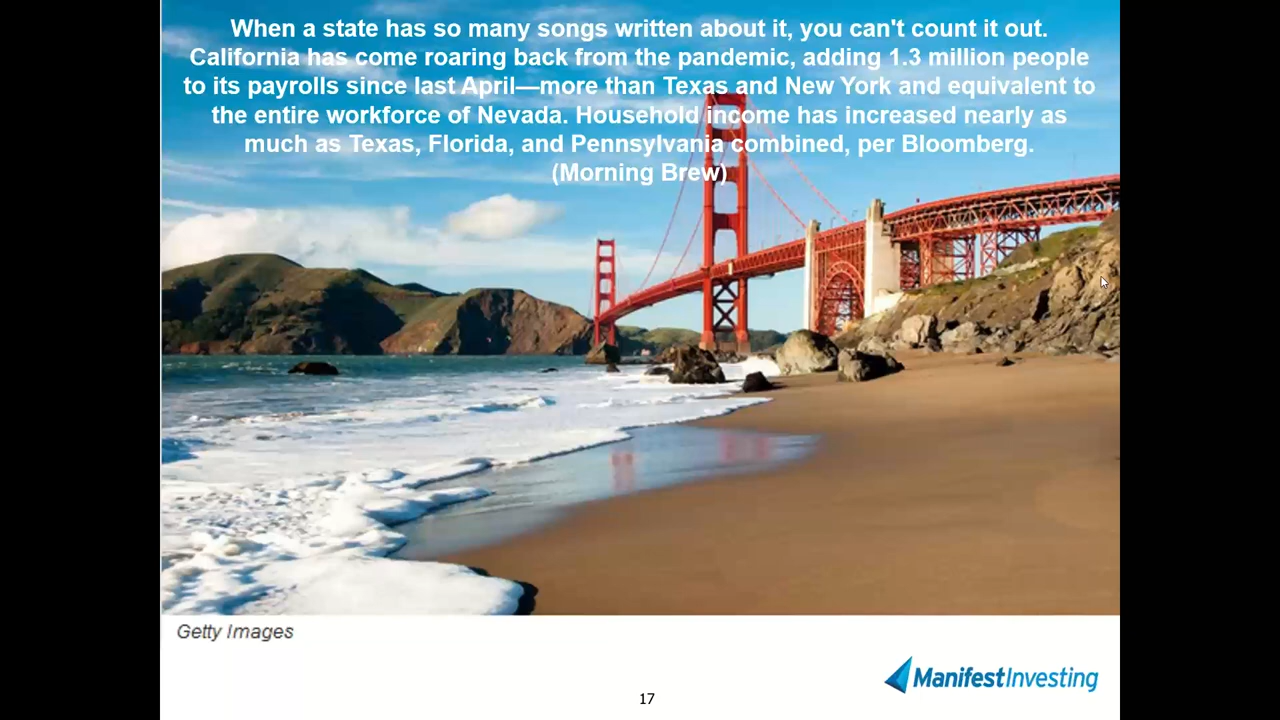 When a state has so many songs written about it, you can't count it out.
California has come roaring back from the pandemic, adding 1.3 million people
to its payrolls since last April—more than Texas and New York and equivalent to
the entire workforce of Nevada. Household income has increased nearly as
much as Texas, Florida, and Pennsylvania combined, per Bloomberg.
(Morning Brew)
Getty Images
ManifestInvesting
17